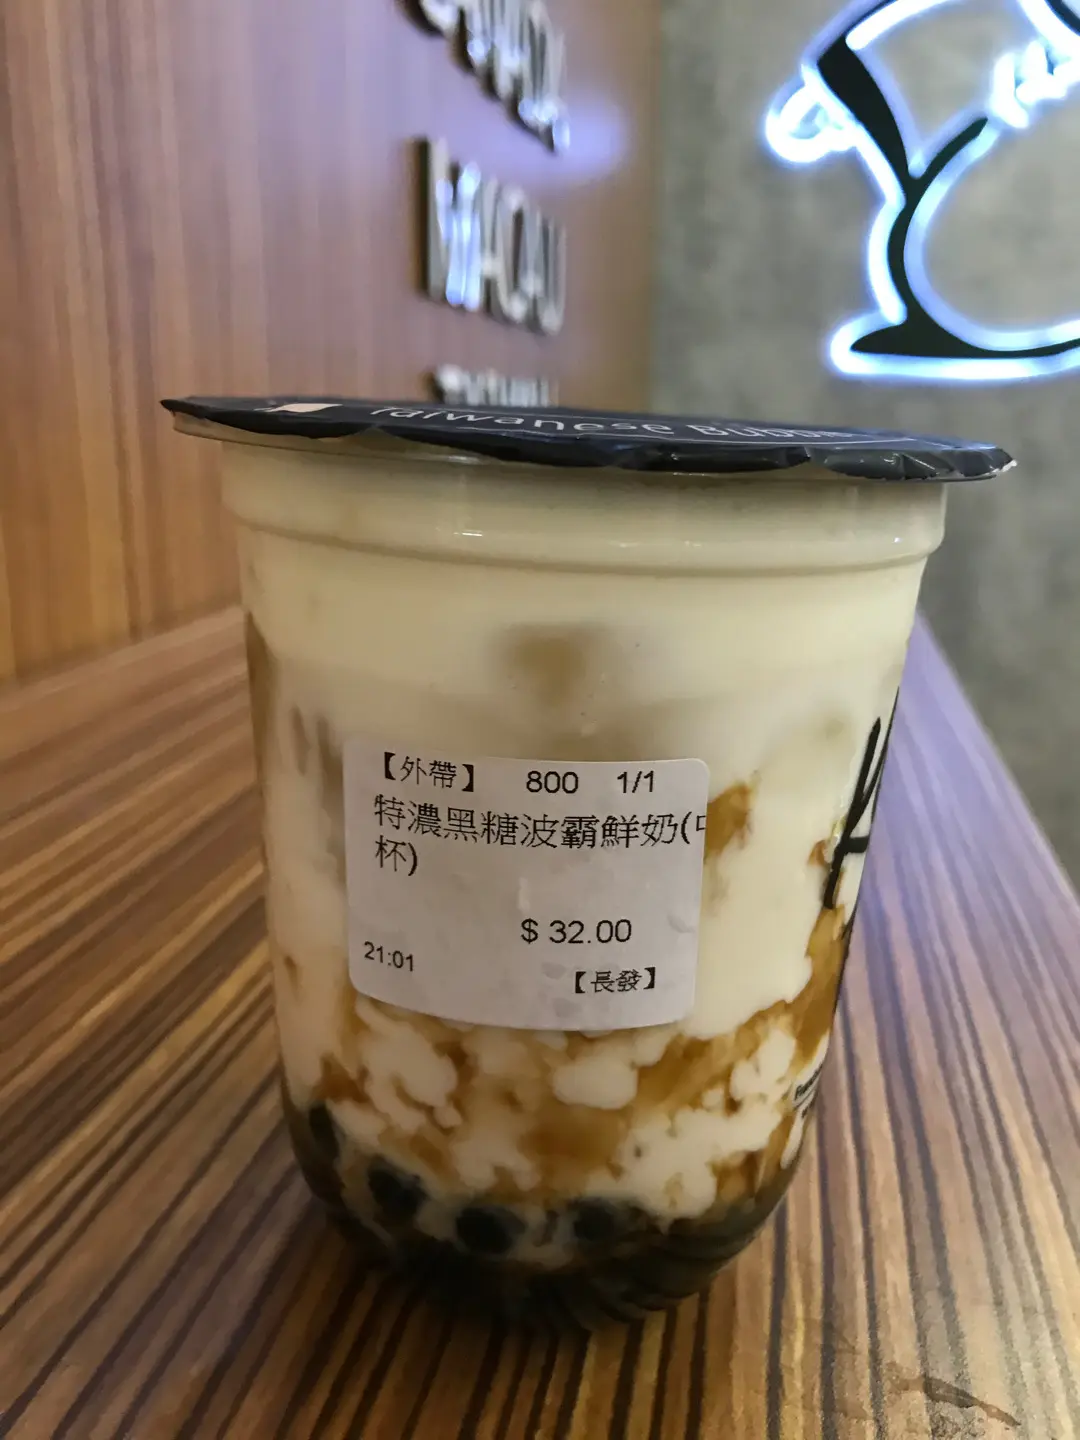 MACAU
Taiwanese Bubble
【外帶】 800 1/1
特濃黑糖波霸鮮奶(中
杯)
$ 32.00
21:01
【長發】